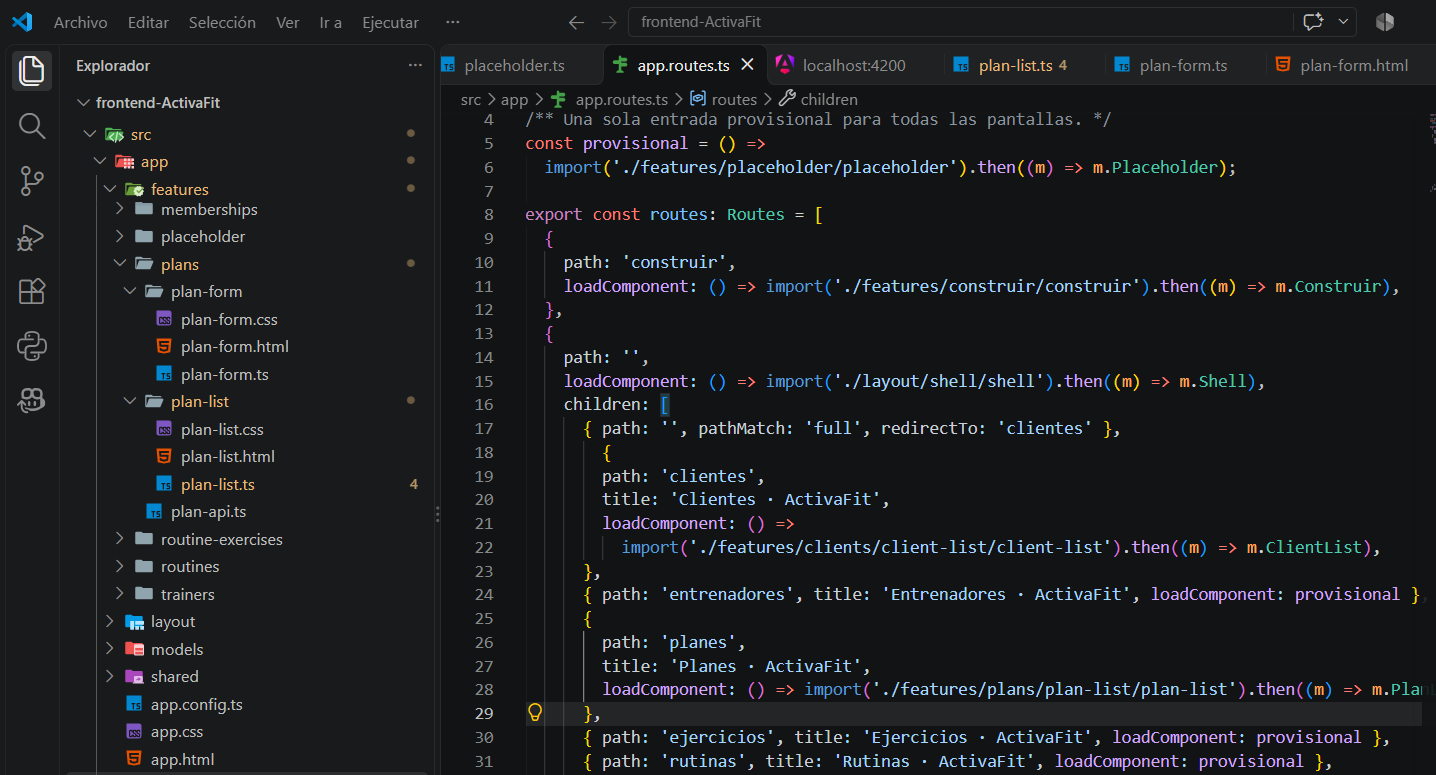 Archivo Editar Selección Ver Ir a Ejecutar ··· frontend-ActivaFit
Explorador ···
frontend-ActivaFit
src
app
features
memberships
placeholder
plans
plan-form
plan-form.css
plan-form.html
plan-form.ts
plan-list
plan-list.css
plan-list.html
plan-list.ts 4
plan-api.ts
routine-exercises
routines
trainers
layout
models
shared
app.config.ts
app.css
app.html
placeholder.ts app.routes.ts localhost:4200 plan-list.ts 4 plan-form.ts plan-form.html
src > app > app.routes.ts > routes > children
4 /** Una sola entrada provisional para todas las pantallas. */
5 const provisional = () =>
6 import('./features/placeholder/placeholder').then((m) => m.Placeholder);
7
8 export const routes: Routes = [
9 {
10 path: 'construir',
11 loadComponent: () => import('./features/construir/construir').then((m) => m.Construir),
12 },
13 {
14 path: '',
15 loadComponent: () => import('./layout/shell/shell').then((m) => m.Shell),
16 children: [
17 { path: '', pathMatch: 'full', redirectTo: 'clientes' },
18 {
19 path: 'clientes',
20 title: 'Clientes · ActivaFit',
21 loadComponent: () =>
22 import('./features/clients/client-list/client-list').then((m) => m.ClientList),
23 },
24 { path: 'entrenadores', title: 'Entrenadores · ActivaFit', loadComponent: provisional },
25 {
26 path: 'planes',
27 title: 'Planes · ActivaFit',
28 loadComponent: () => import('./features/plans/plan-list/plan-list').then((m) => m.Plan
29 },
30 { path: 'ejercicios', title: 'Ejercicios · ActivaFit', loadComponent: provisional },
31 { path: 'rutinas', title: 'Rutinas · ActivaFit', loadComponent: provisional },